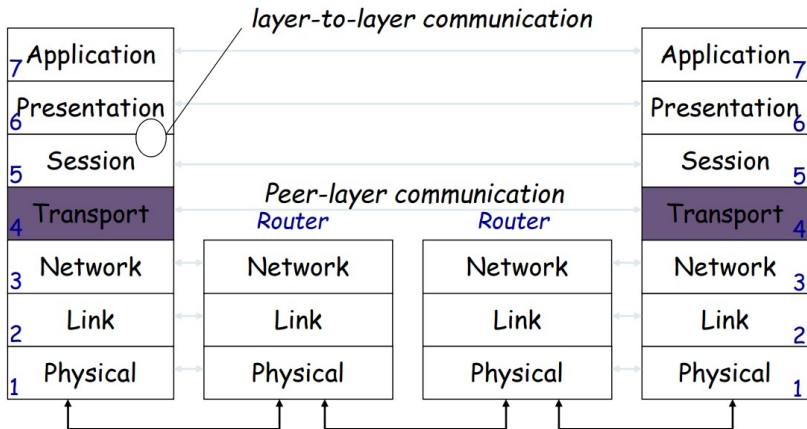 layer-to-layer communication
7 Application
Application 7
6 Presentation
Presentation 6
5 Session
Session 5
Peer-layer communication
4 Transport
Transport 4
Router
Router
3 Network
Network
Network
Network 3
2 Link
Link
Link
Link 2
1 Physical
Physical
Physical
Physical 1